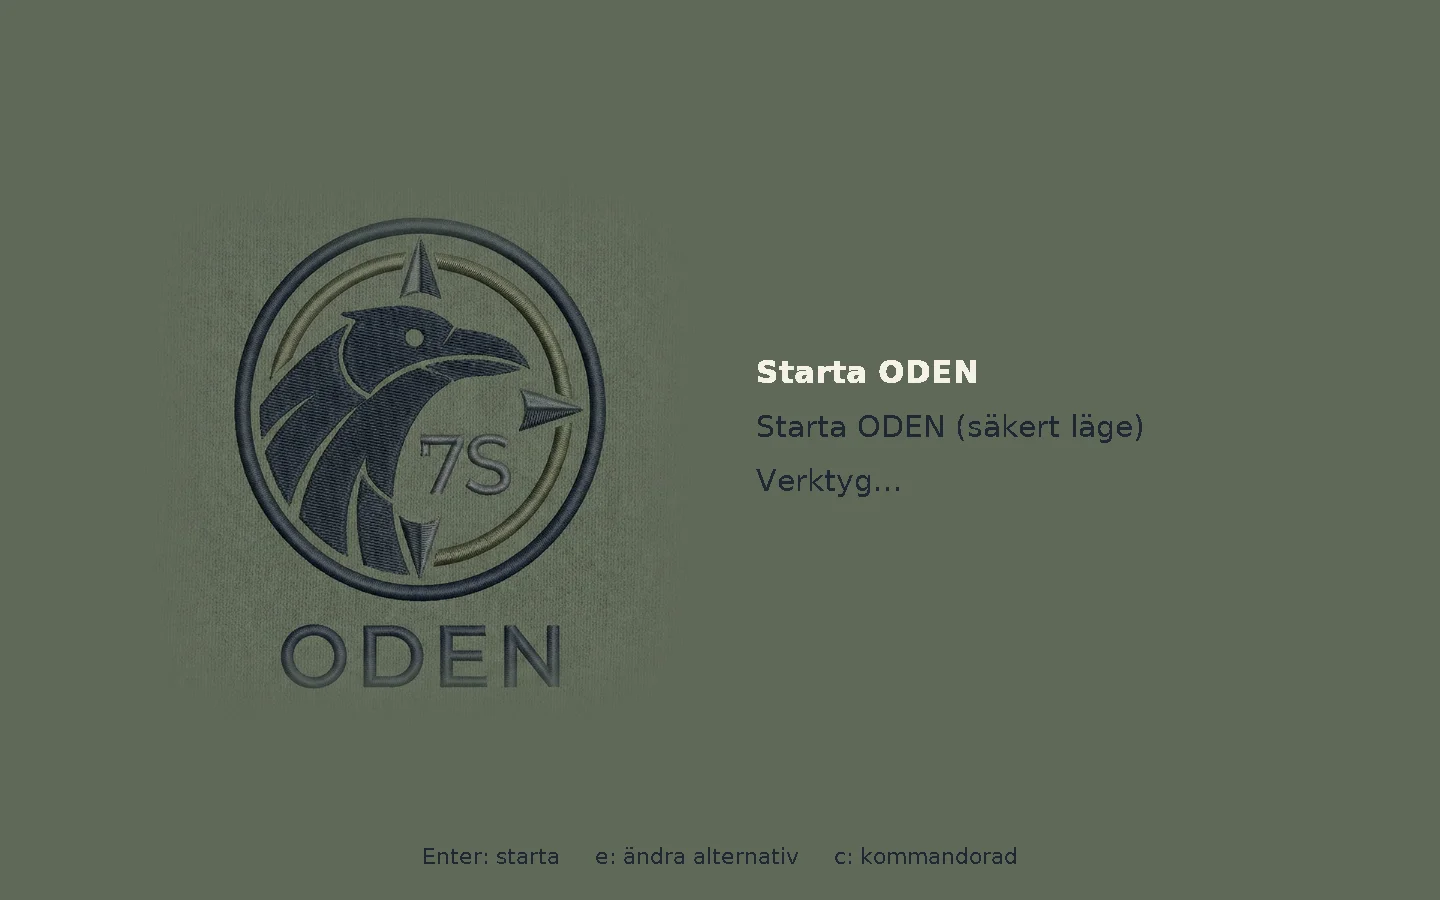 7S
ODEN
Starta ODEN
Starta ODEN (säkert läge)
Verktyg...
Enter: starta e: ändra alternativ c: kommandorad